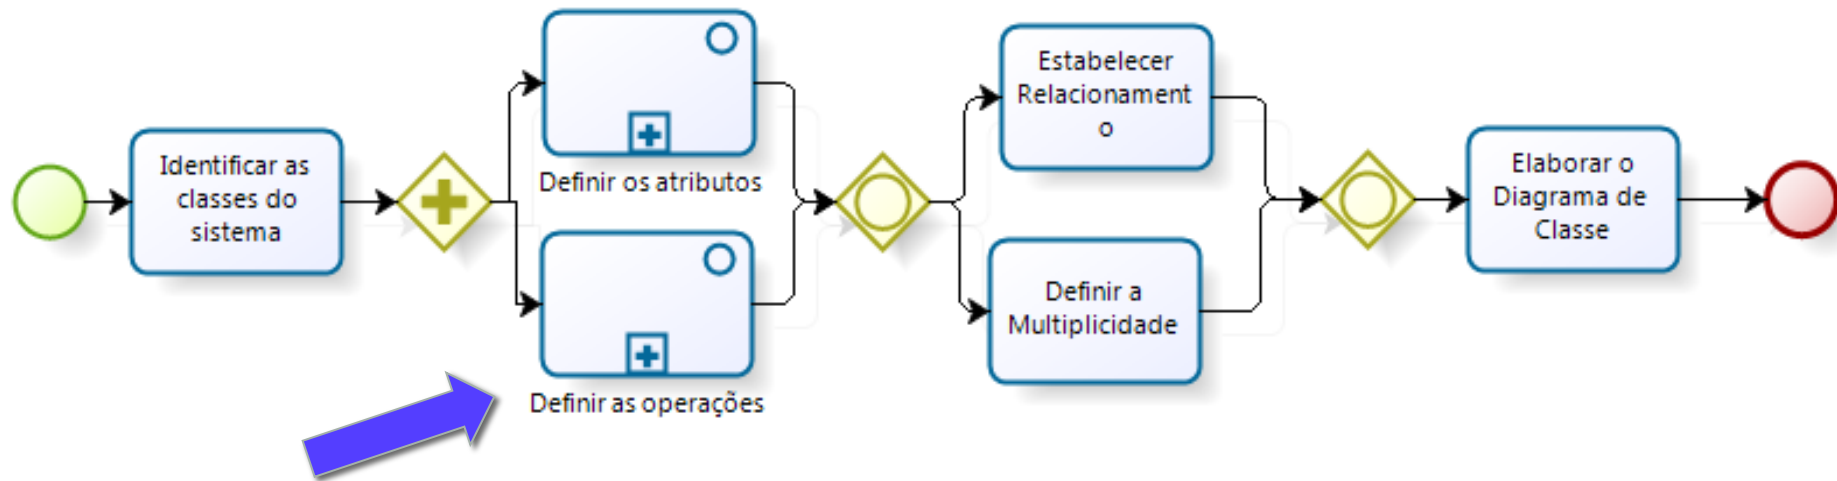 Identificar as
classes do
sistema
Definir os atributos
Definir as operações
Estabelecer
Relacionament
o
Definir a
Multiplicidade
Elaborar o
Diagrama de
Classe